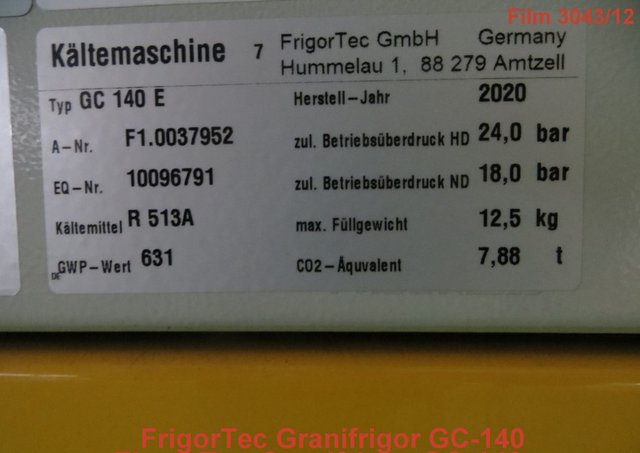 Film 3043/12
Kältemaschine 7 FrigorTec GmbH Germany
Hummelau 1, 88 279 Amtzell
Typ GC 140 E Herstell-Jahr 2020
A-Nr. F1.0037952 zul. Betriebsüberdruck HD 24,0 bar
EQ-Nr. 10096791 zul. Betriebsüberdruck ND 18,0 bar
Kältemittel R 513A max. Füllgewicht 12,5 kg
DE GWP-Wert 631 CO2-Äquvalent 7,88 t
FrigorTec Granifrigor GC-140